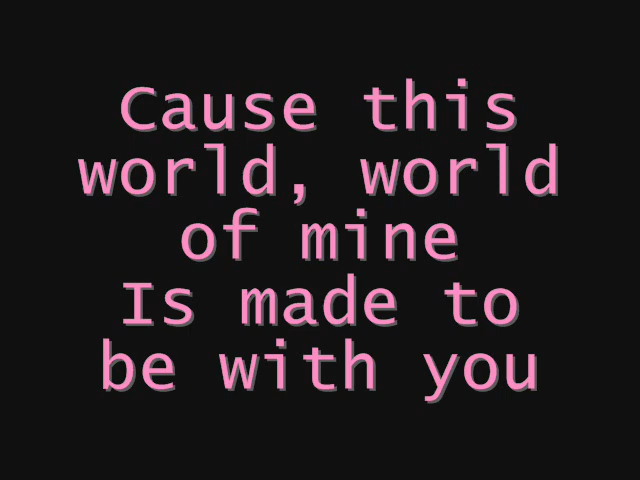 Cause this
world, world
of mine
Is made to
be with you